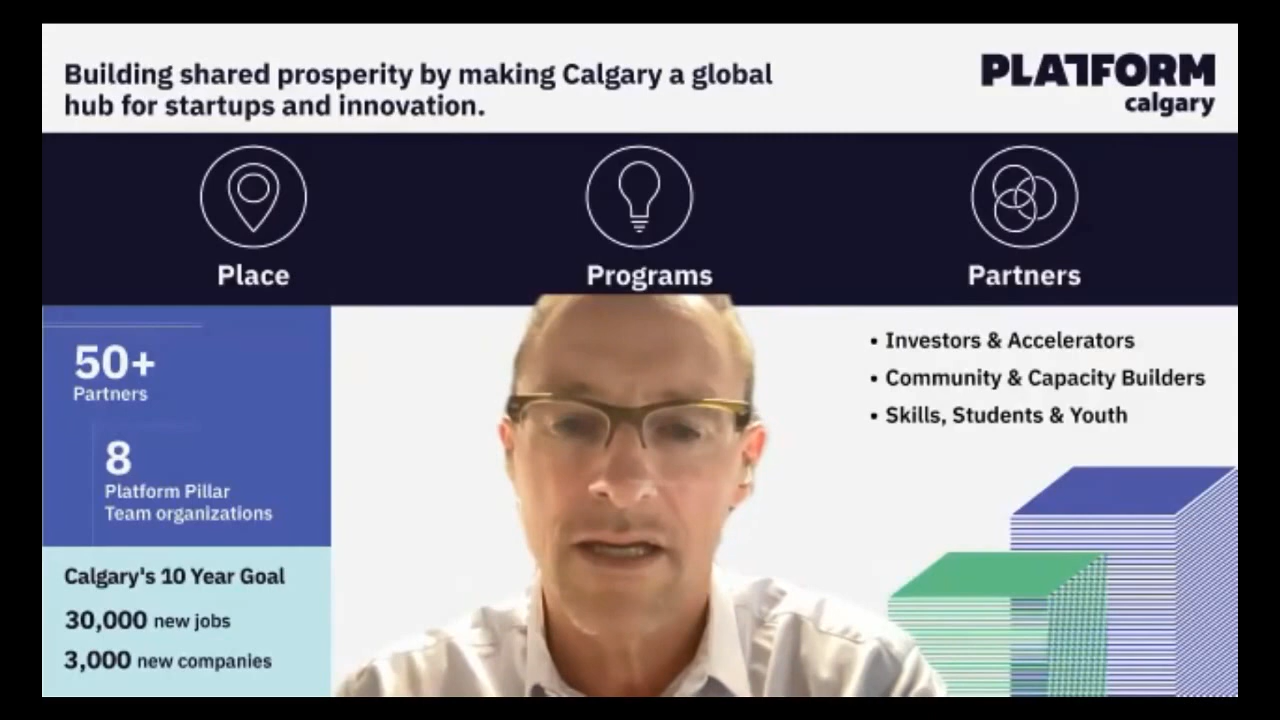 Building shared prosperity by making Calgary a global
hub for startups and innovation.
PLATFORM
calgary
Place
Programs
Partners
50+
Partners
8
Platform Pillar
Team organizations
Calgary's 10 Year Goal
30,000 new jobs
3,000 new companies
• Investors & Accelerators
• Community & Capacity Builders
• Skills, Students & Youth